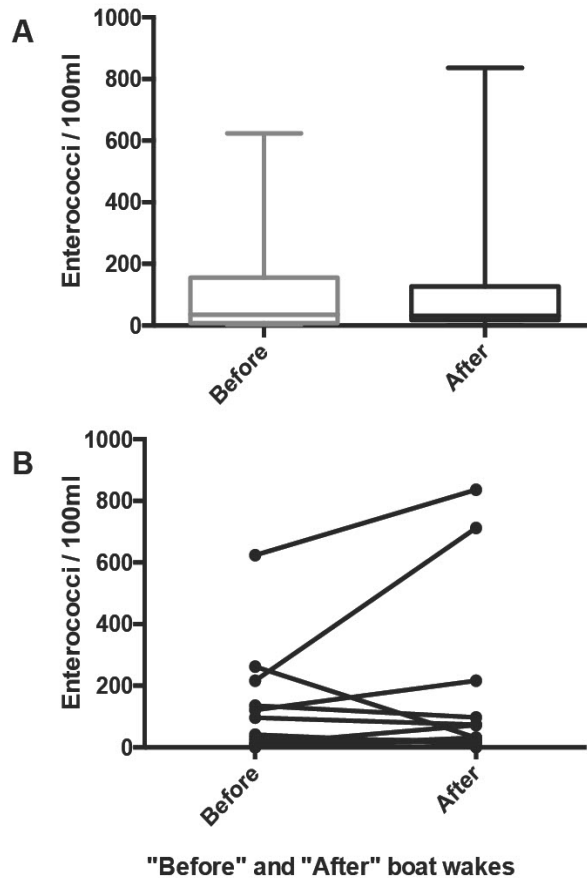 A
Enterococci / 100ml
1000
800
600
400
200
0
Before
After
B
Enterococci / 100ml
1000
800
600
400
200
0
Before
After
"Before" and "After" boat wakes